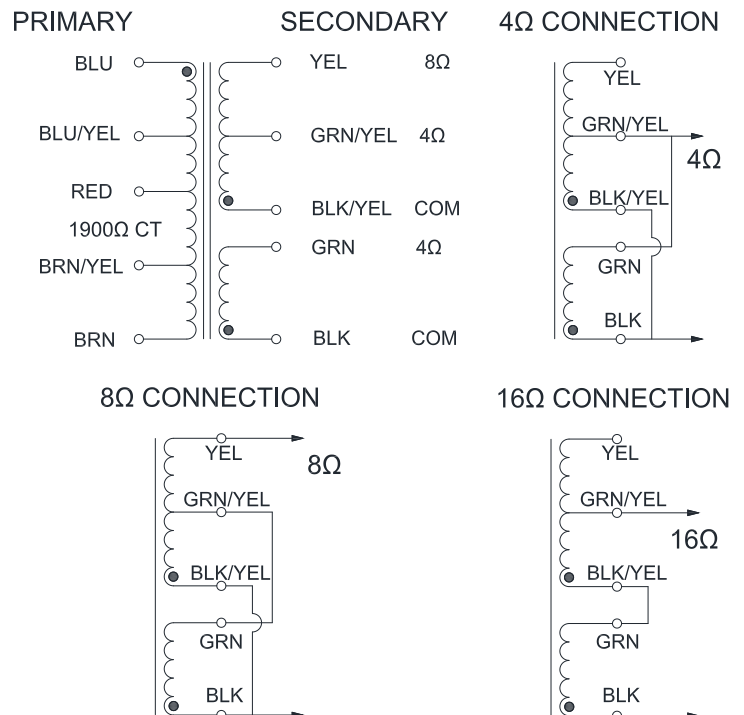 PRIMARY
SECONDARY
BLU
YEL 8Ω
BLU/YEL
GRN/YEL 4Ω
RED
1900Ω CT
BLK/YEL COM
GRN 4Ω
BRN/YEL
BRN
BLK COM
4Ω CONNECTION
YEL
GRN/YEL
4Ω
BLK/YEL
GRN
BLK
8Ω CONNECTION
YEL
8Ω
GRN/YEL
BLK/YEL
GRN
BLK
16Ω CONNECTION
YEL
GRN/YEL
16Ω
BLK/YEL
GRN
BLK